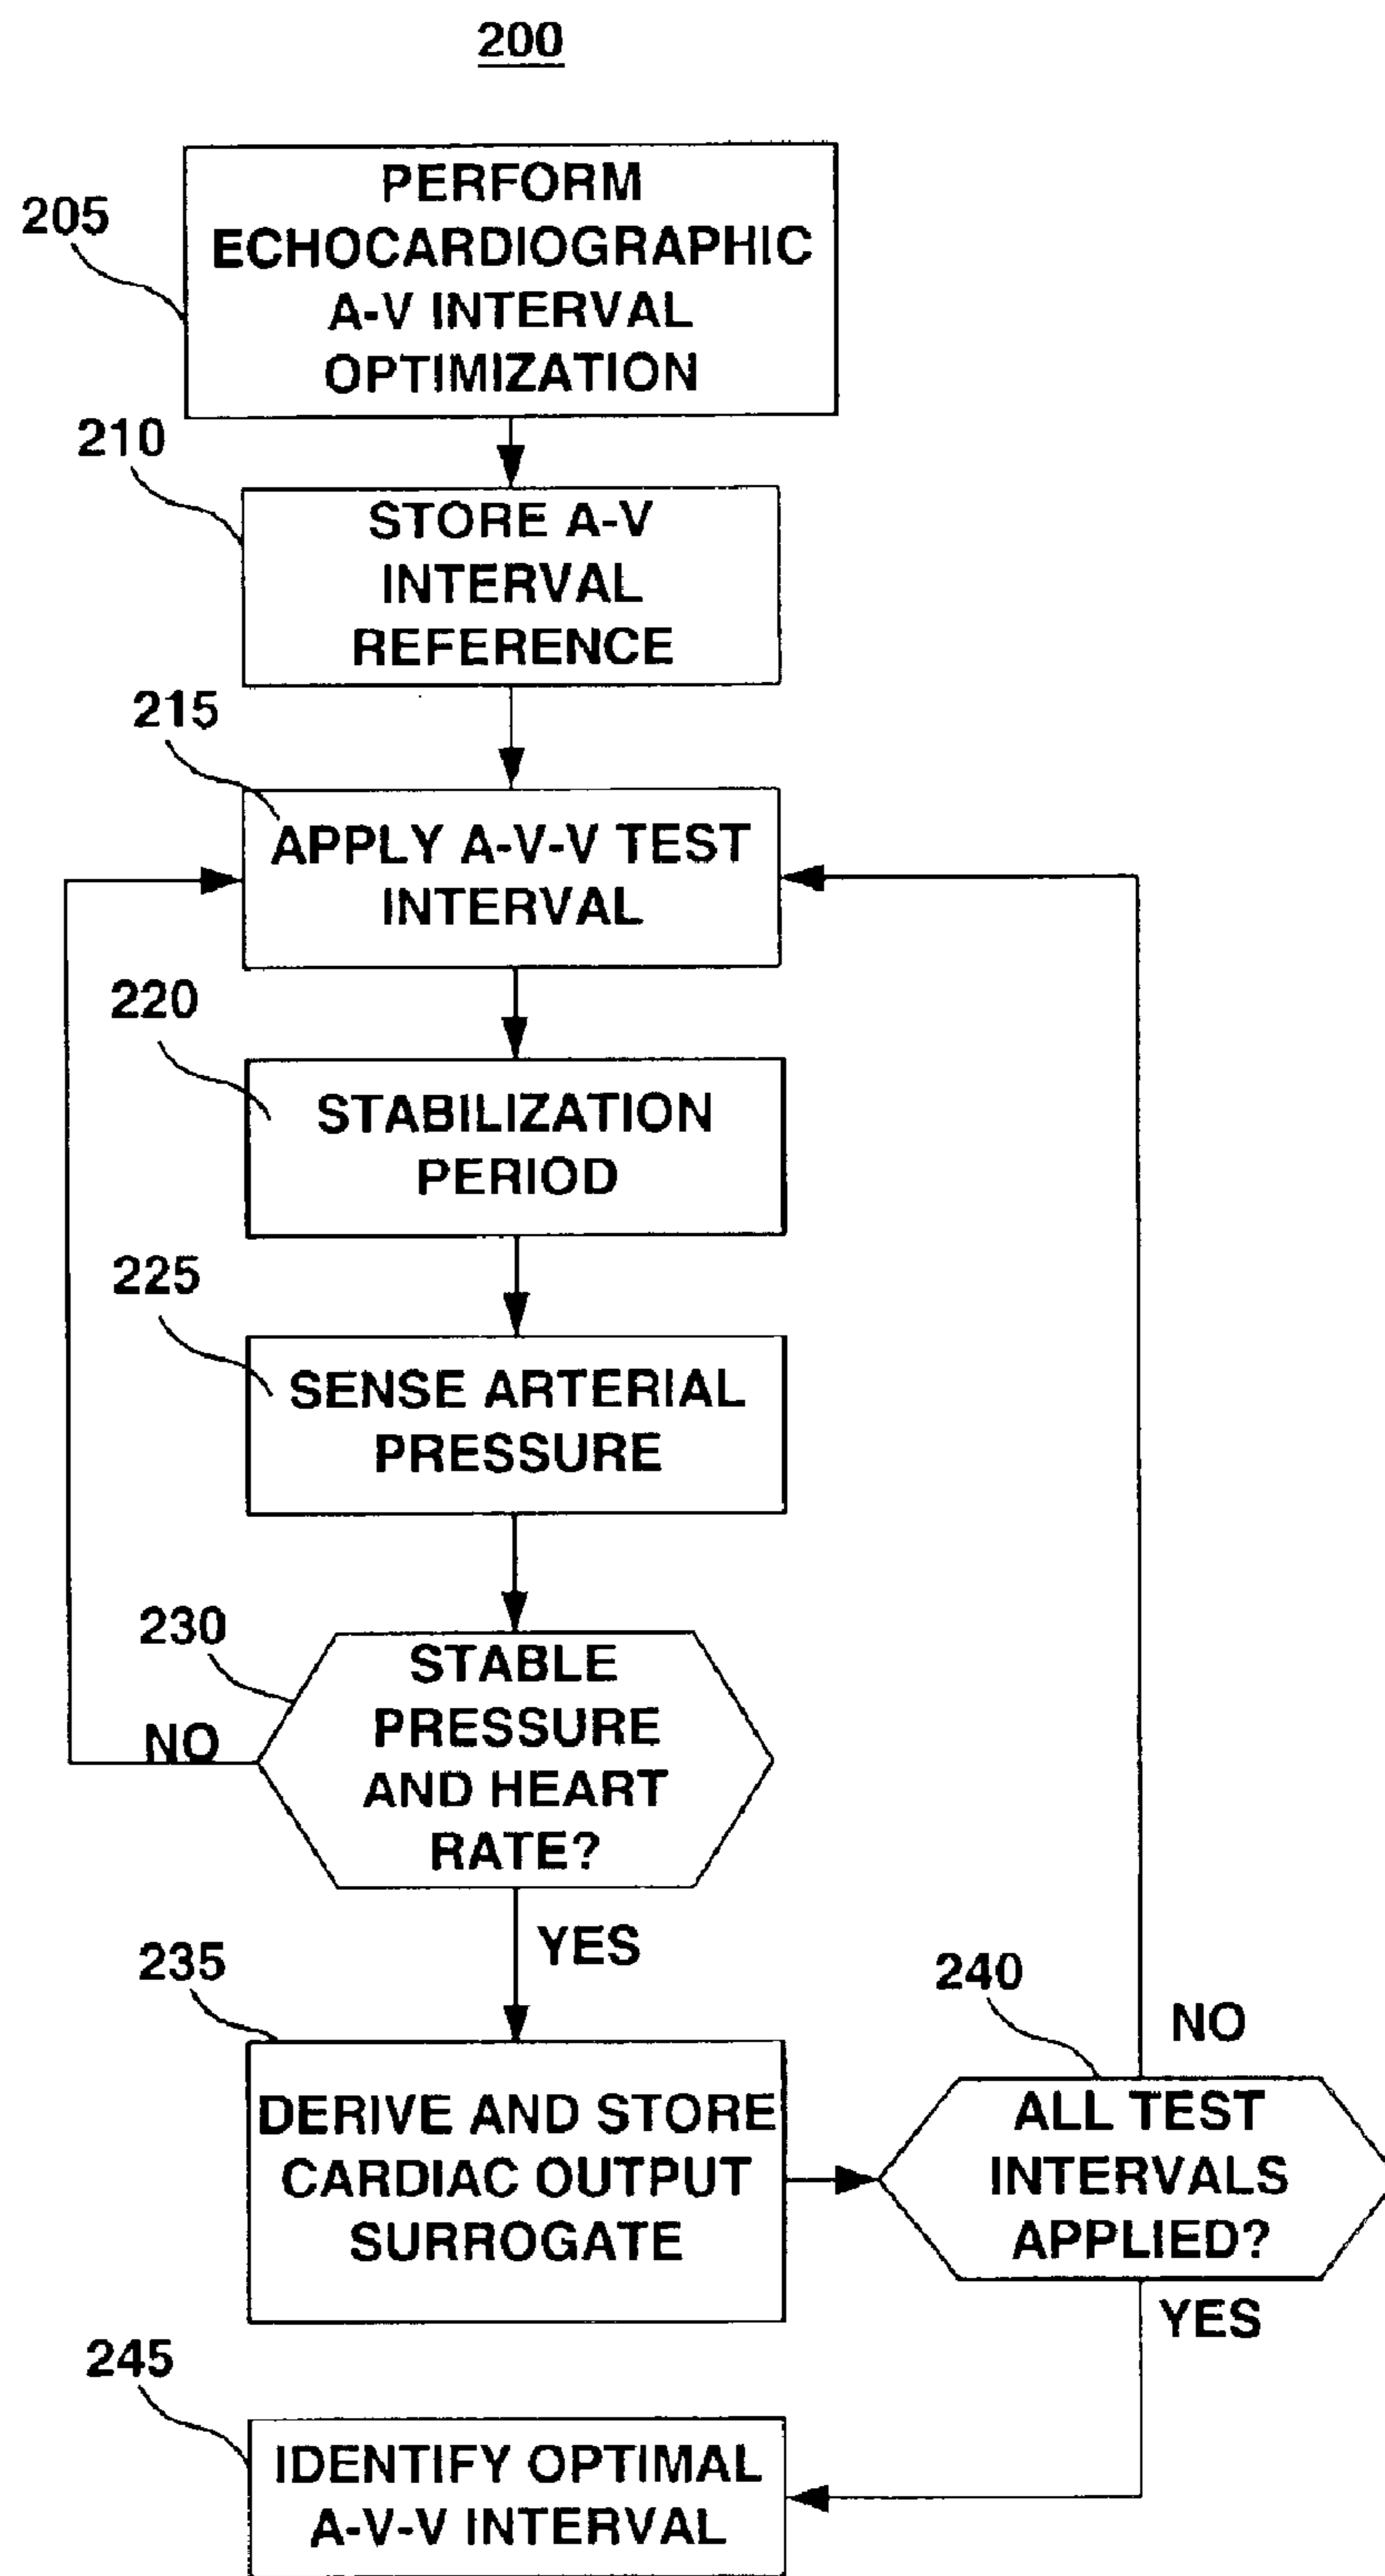 200
205
PERFORM
ECHOCARDIOGRAPHIC
A-V INTERVAL
OPTIMIZATION
210
STORE A-V
INTERVAL
REFERENCE
215
APPLY A-V-V TEST
INTERVAL
220
STABILIZATION
PERIOD
225
SENSE ARTERIAL
PRESSURE
230
STABLE
PRESSURE
AND HEART
RATE?
NO
YES
235
DERIVE AND STORE
CARDIAC OUTPUT
SURROGATE
240
NO
ALL TEST
INTERVALS
APPLIED?
YES
245
IDENTIFY OPTIMAL
A-V-V INTERVAL